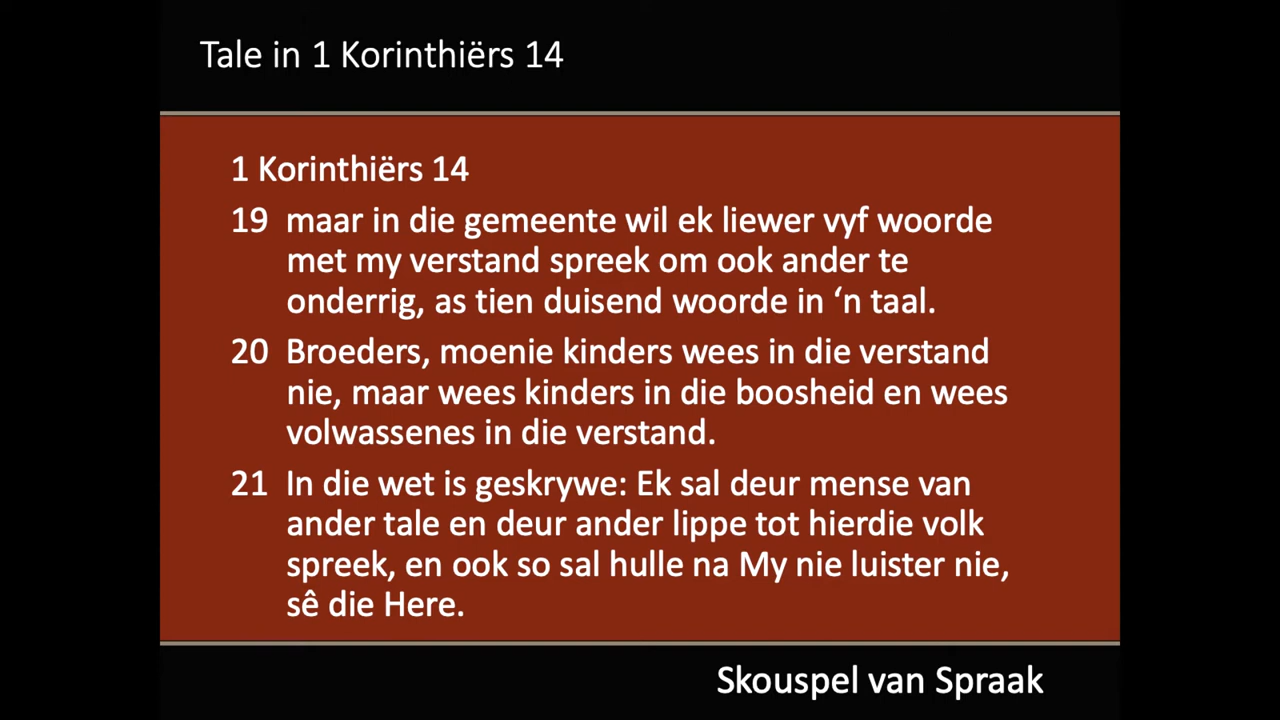 Tale in 1 Korinthiërs 14
1 Korinthiërs 14
19 maar in die gemeente wil ek liewer vyf woorde
met my verstand spreek om ook ander te
onderrig, as tien duisend woorde in ‘n taal.
20 Broeders, moenie kinders wees in die verstand
nie, maar wees kinders in die boosheid en wees
volwassenes in die verstand.
21 In die wet is geskrywe: Ek sal deur mense van
ander tale en deur ander lippe tot hierdie volk
spreek, en ook so sal hulle na My nie luister nie,
sê die Here.
Skouspel van Spraak